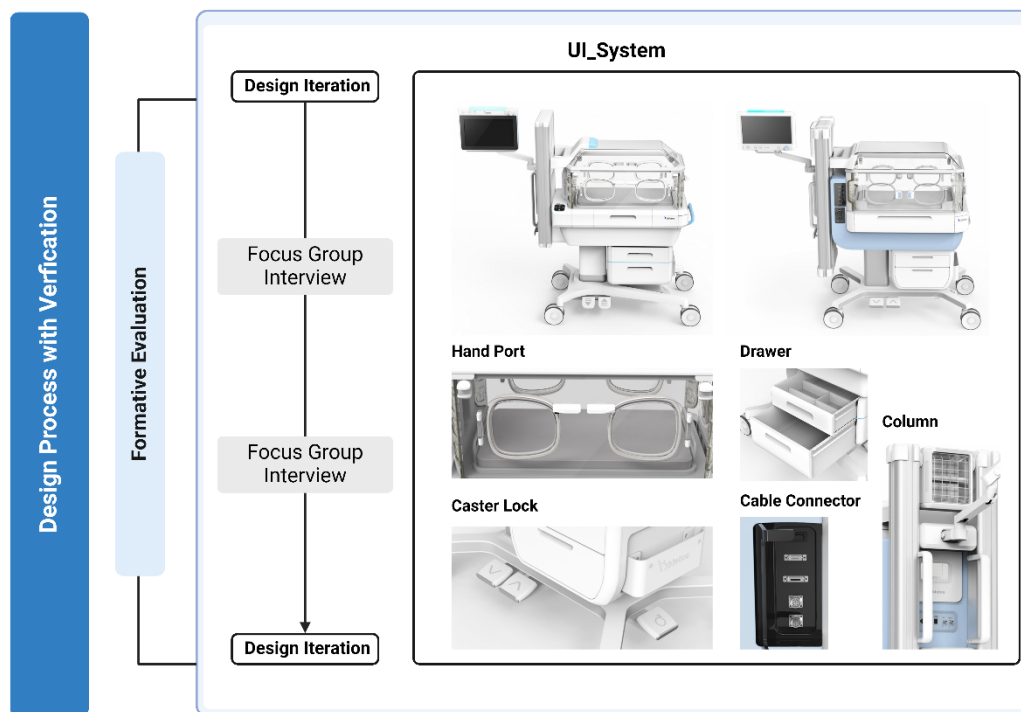 Design Process with Verfication
Formative Evaluation
Design Iteration
Focus Group
Interview
Focus Group
Interview
Design Iteration
UI_System
Hand Port
Drawer
Column
Caster Lock
Cable Connector